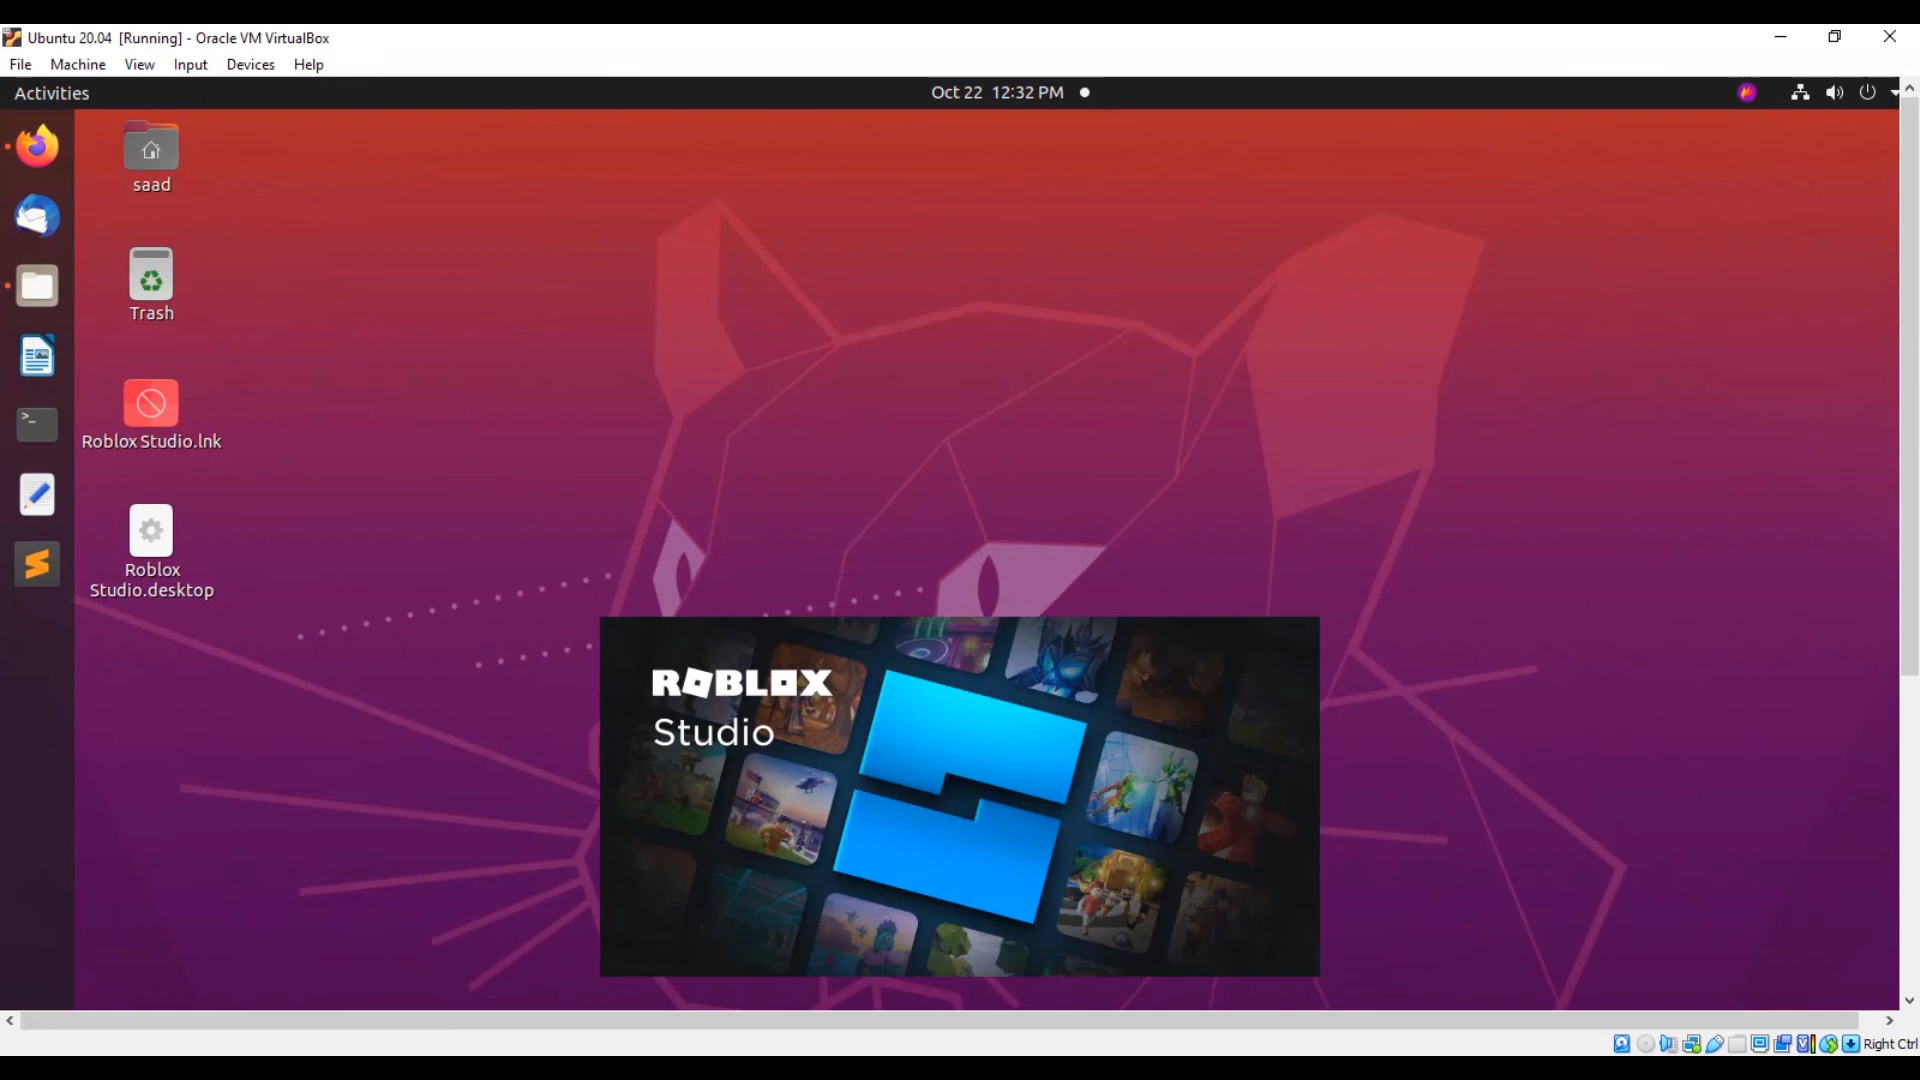 Ubuntu 20.04 [Running] - Oracle VM VirtualBox
File Machine View Input Devices Help
Activities
Oct 22 12:32 PM
saad
Trash
Roblox Studio.lnk
Roblox
Studio.desktop
ROBLOX
Studio
Right Ctrl